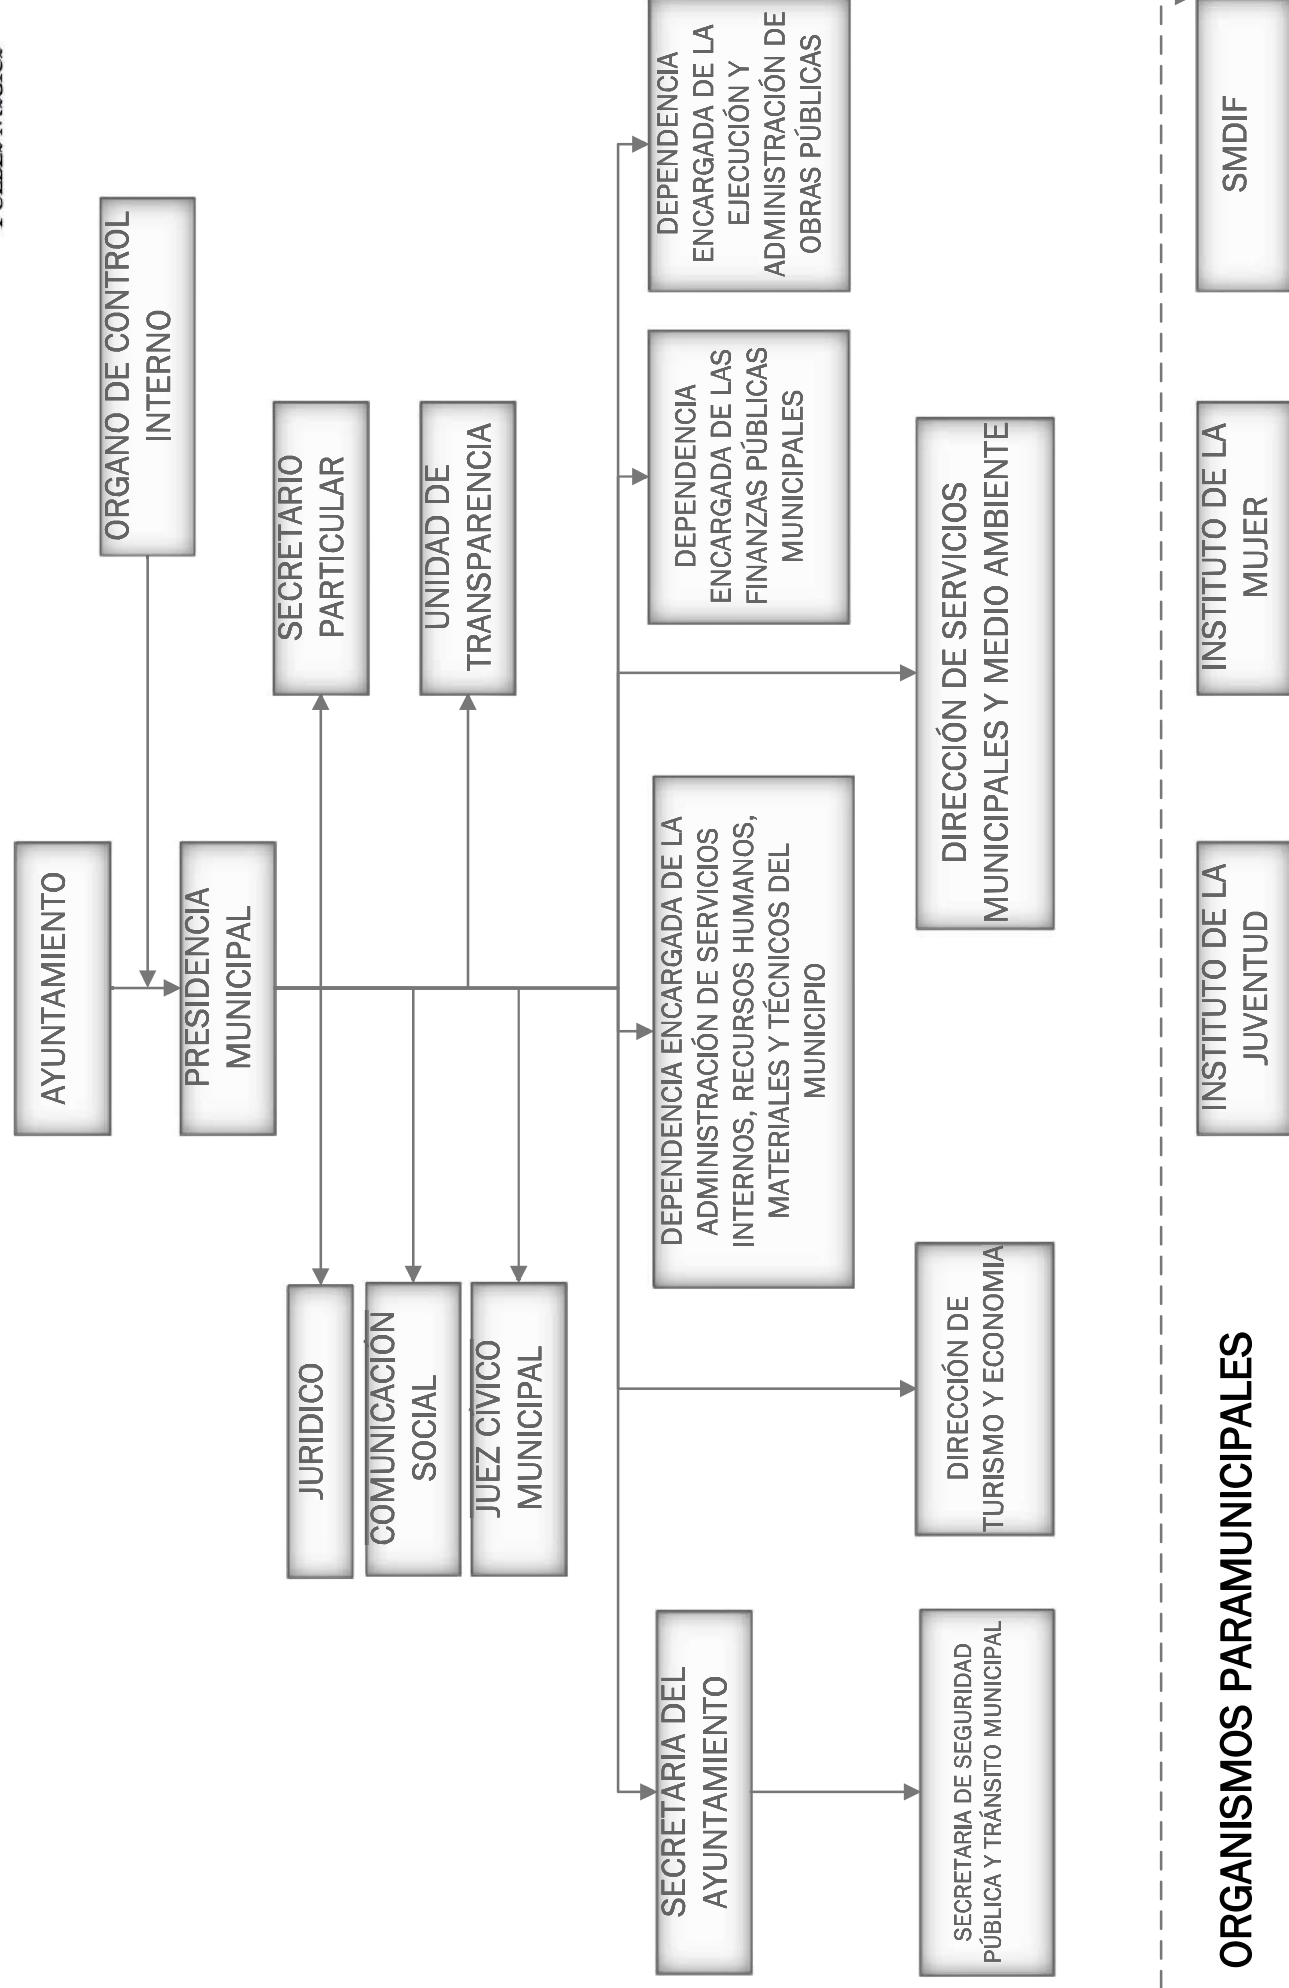 AYUNTAMIENTO
ORGANO DE CONTROL
INTERNO
PRESIDENCIA
MUNICIPAL
JURIDICO
SECRETARIO
PARTICULAR
COMUNICACIÓN
SOCIAL
UNIDAD DE
TRANSPARENCIA
JUEZ CÍVICO
MUNICIPAL
SECRETARIA DEL
AYUNTAMIENTO
DEPENDENCIA ENCARGADA DE LA
ADMINISTRACIÓN DE SERVICIOS
INTERNOS, RECURSOS HUMANOS,
MATERIALES Y TÉCNICOS DEL
MUNICIPIO
DEPENDENCIA
ENCARGADA DE LAS
FINANZAS PÚBLICAS
MUNICIPALES
DEPENDENCIA
ENCARGADA DE LA
EJECUCIÓN Y
ADMINISTRACIÓN DE
OBRAS PÚBLICAS
SECRETARIA DE SEGURIDAD
PÚBLICA Y TRÁNSITO MUNICIPAL
DIRECCIÓN DE
TURISMO Y ECONOMIA
DIRECCIÓN DE SERVICIOS
MUNICIPALES Y MEDIO AMBIENTE
ORGANISMOS PARAMUNICIPALES
INSTITUTO DE LA
JUVENTUD
INSTITUTO DE LA
MUJER
SMDIF